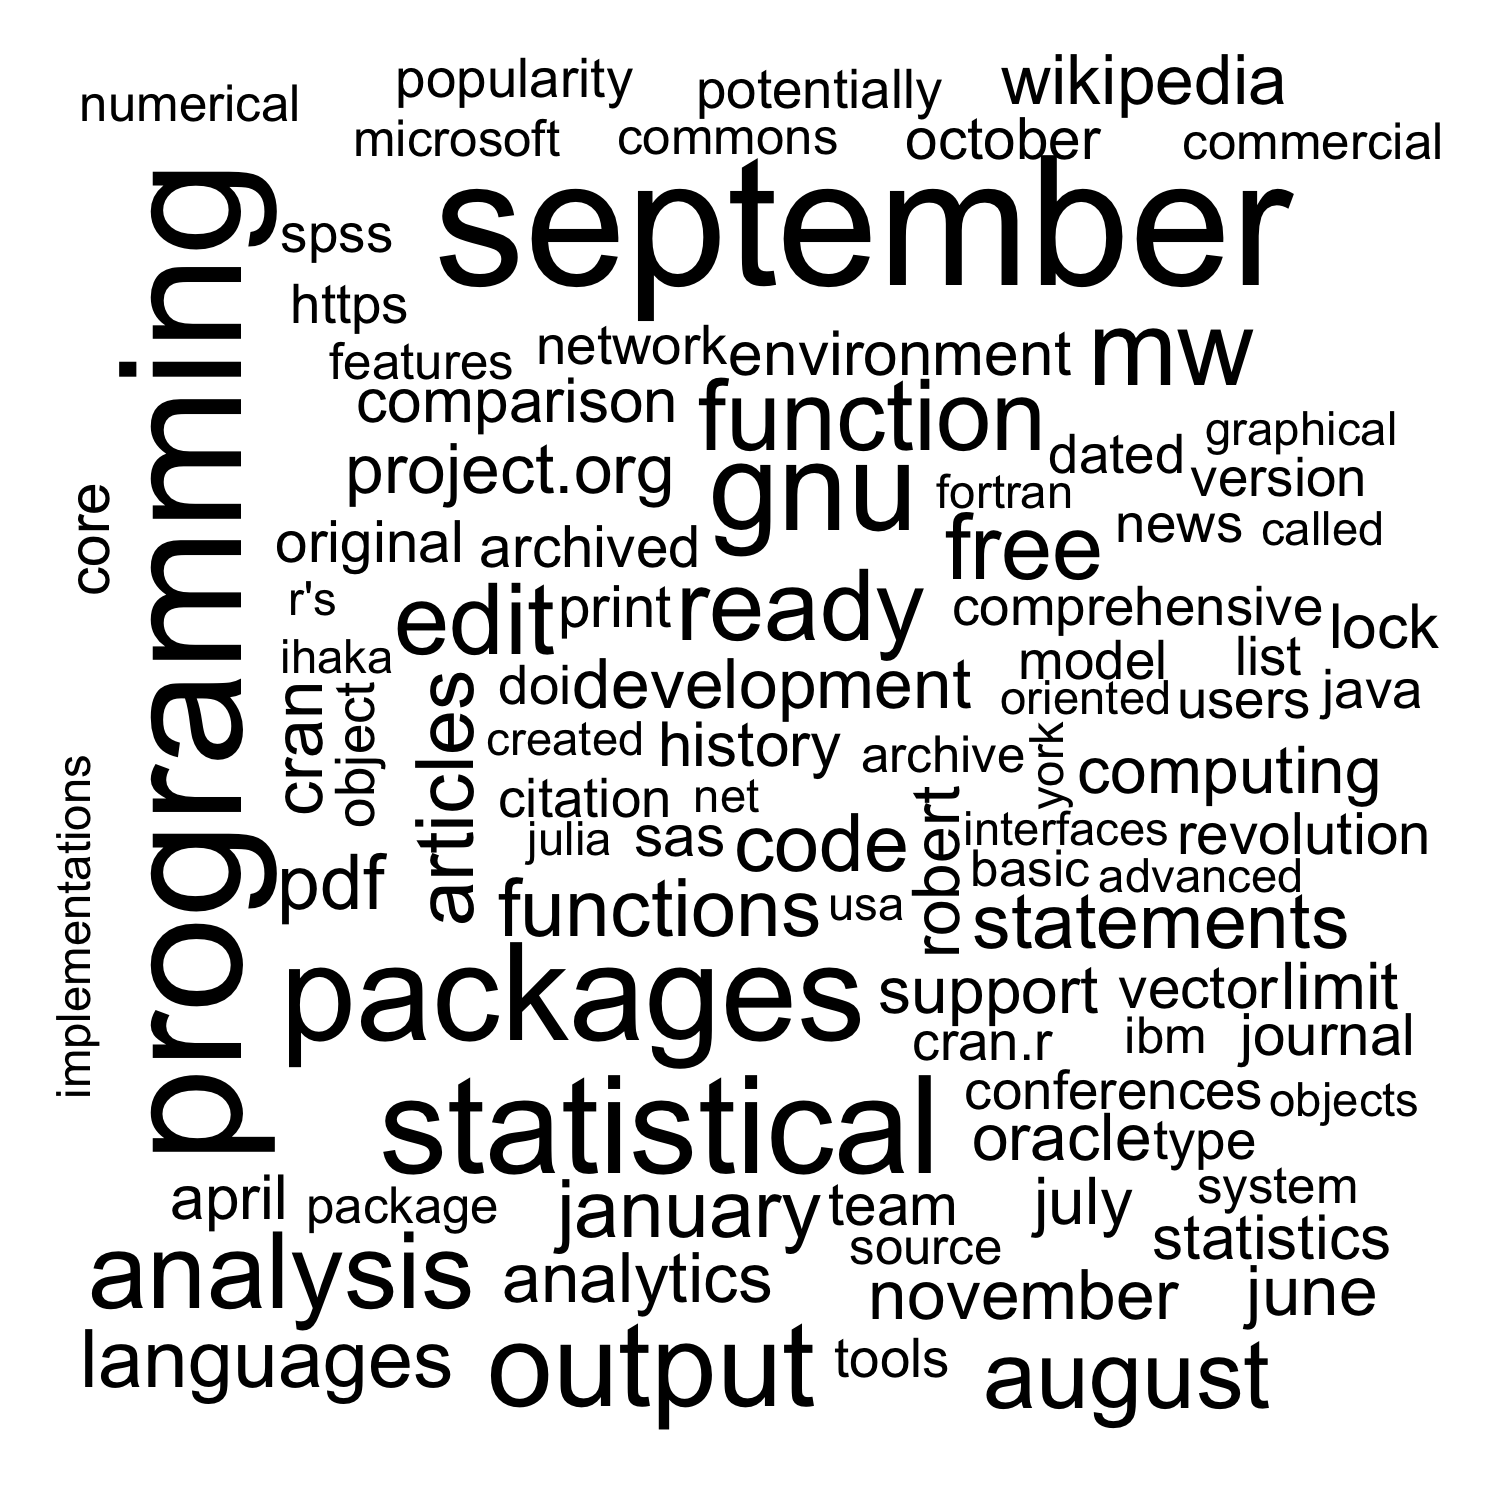 numerical
popularity
potentially
wikipedia
microsoft
commons
october
commercial
programming
spss
september
https
features
network
environment
mw
comparison
function
graphical
project.org
gnu
dated
version
fortran
core
original
archived
free
news
called
r's
edit
print
ready
comprehensive
lock
ihaka
model
list
cran
object
articles
doi
development
oriented
users
java
created
history
archive
york
computing
implementations
citation
net
julia
sas
code
robert
interfaces
revolution
basic
advanced
pdf
functions
usa
statements
packages
support
vector
limit
cran.r
ibm
journal
statistical
conferences
objects
oracle
type
april
package
january
team
july
system
source
statistics
analysis
analytics
november
june
languages
output
tools
august